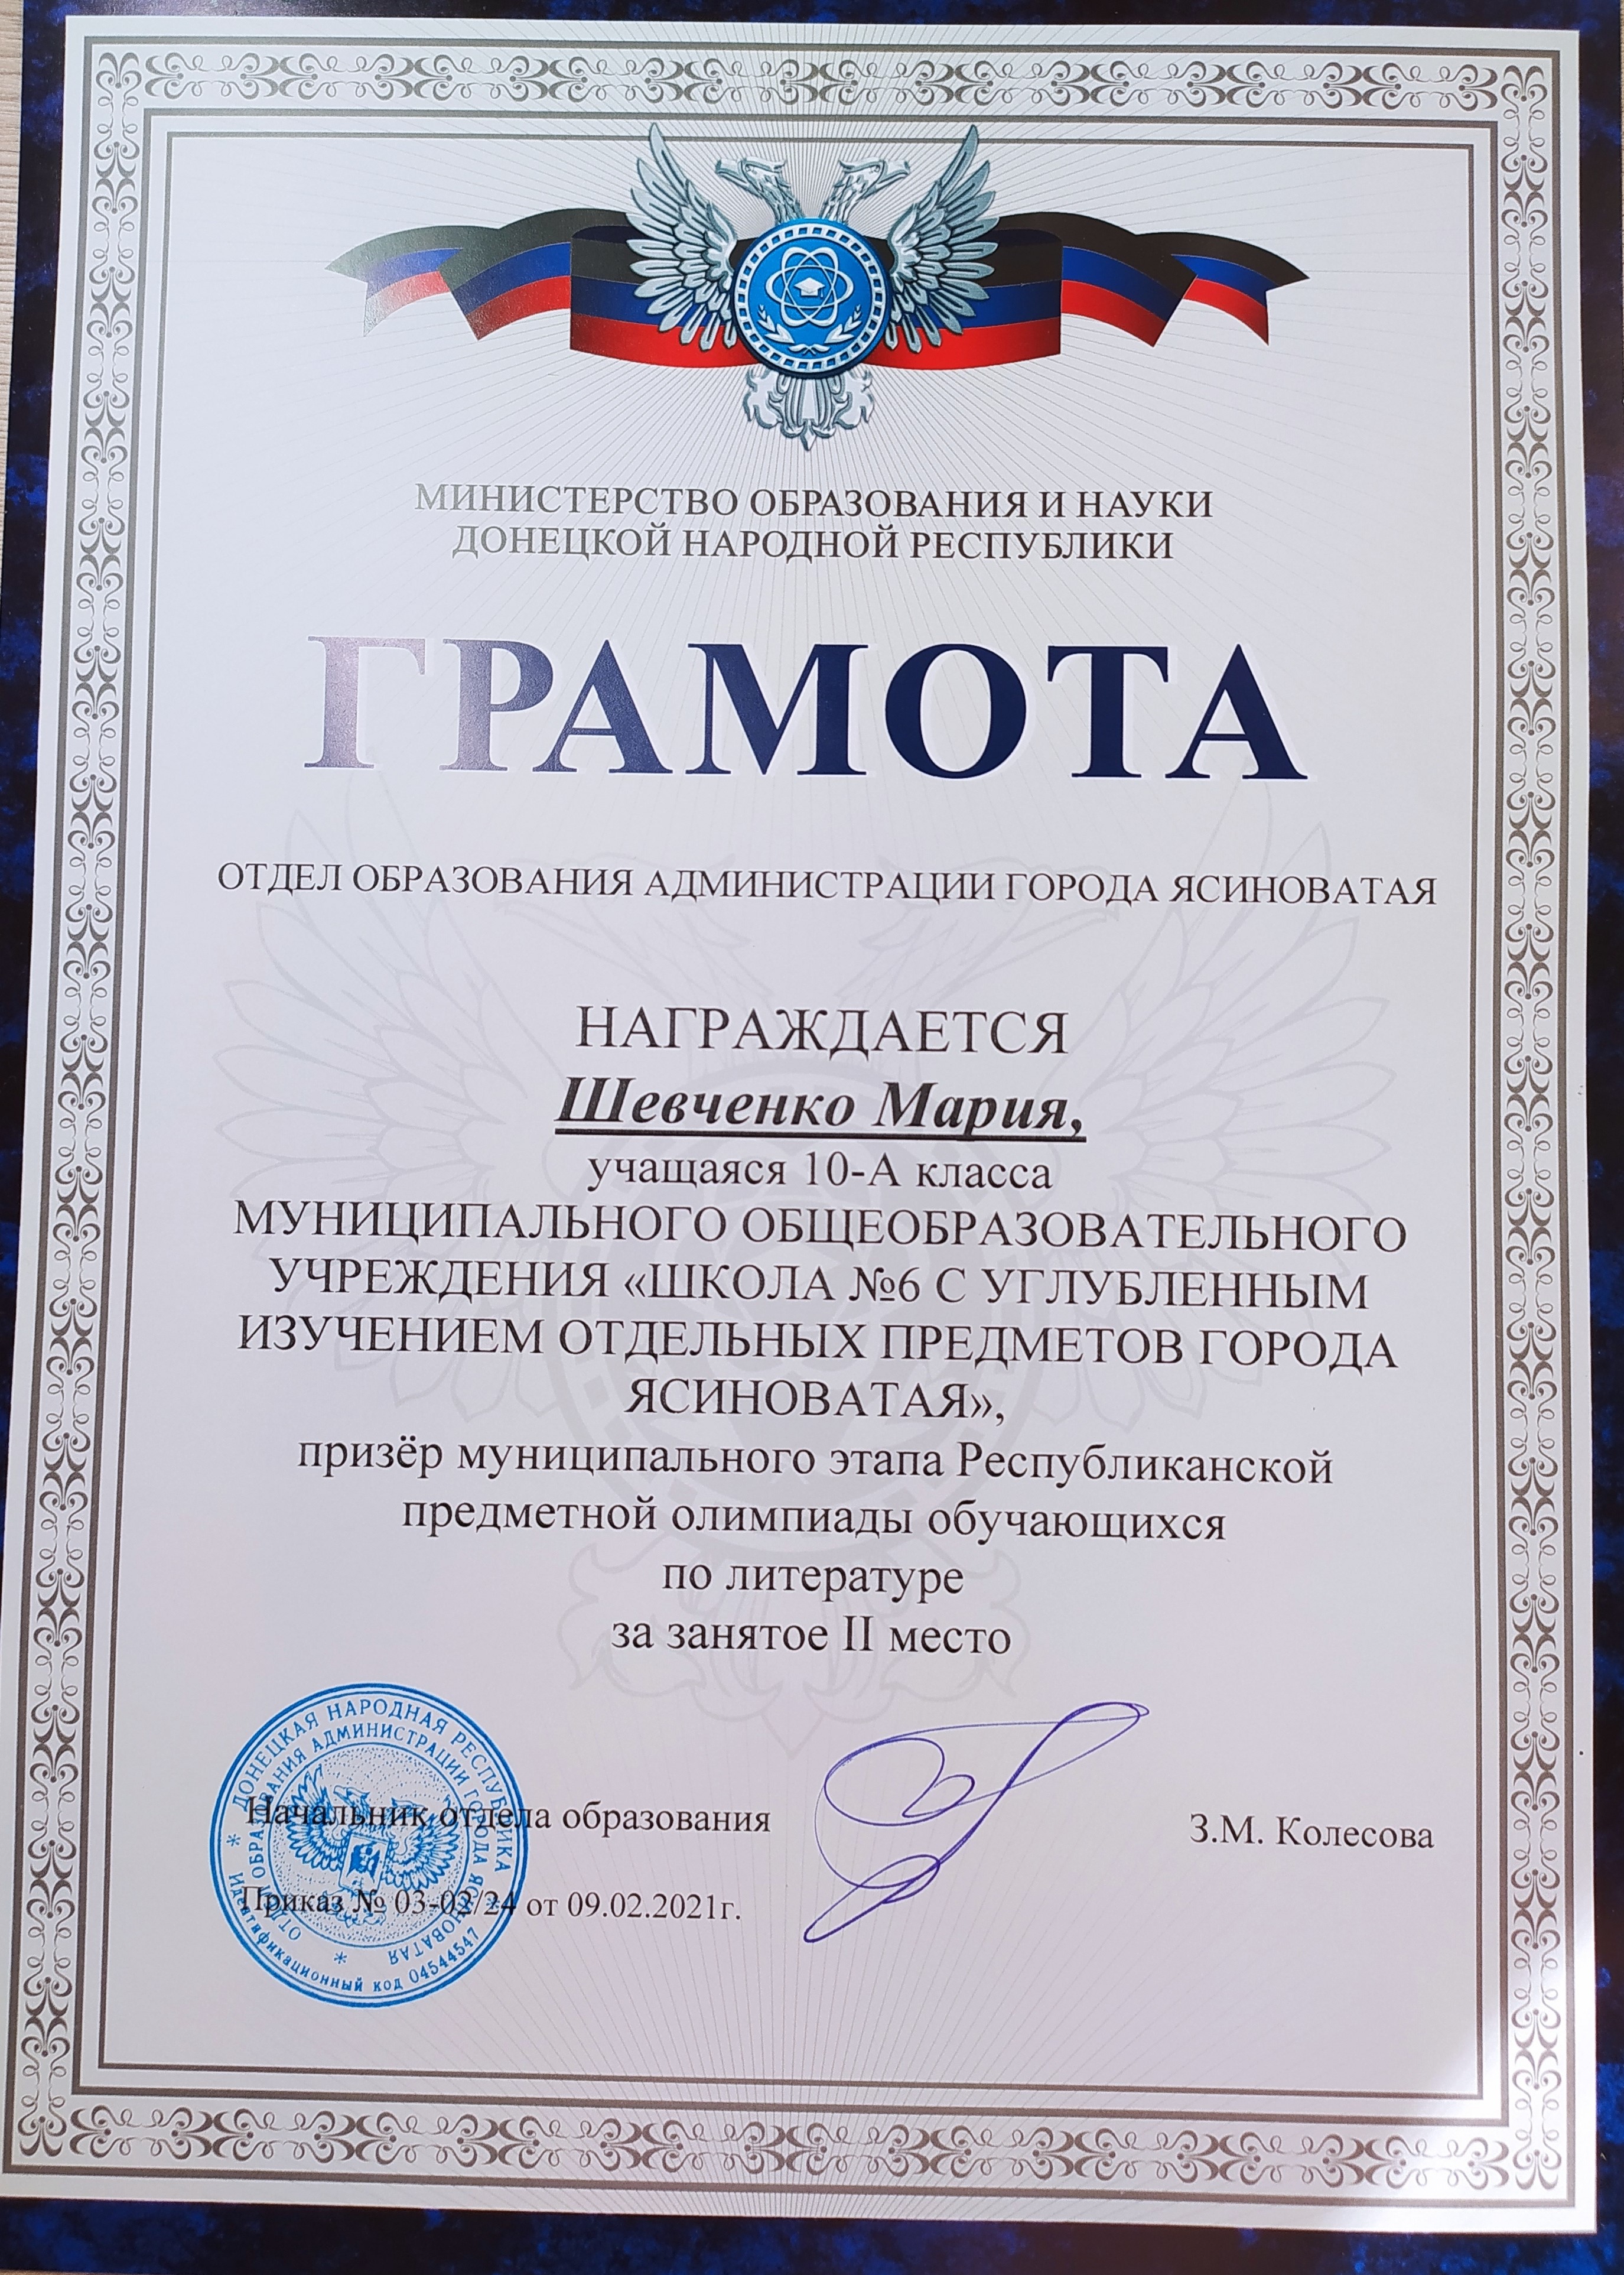 МИНИСТЕРСТВО ОБРАЗОВАНИЯ И НАУКИ
ДОНЕЦКОЙ НАРОДНОЙ РЕСПУБЛИКИ
ГРАМОТА
ОТДЕЛ ОБРАЗОВАНИЯ АДМИНИСТРАЦИИ ГОРОДА ЯСИНОВАТАЯ
НАГРАЖДАЕТСЯ
Шевченко Мария,
учащаяся 10-А класса
МУНИЦИПАЛЬНОГО ОБЩЕОБРАЗОВАТЕЛЬНОГО
УЧРЕЖДЕНИЯ «ШКОЛА №6 С УГЛУБЛЕННЫМ
ИЗУЧЕНИЕМ ОТДЕЛЬНЫХ ПРЕДМЕТОВ ГОРОДА
ЯСИНОВАТАЯ»,
призёр муниципального этапа Республиканской
предметной олимпиады обучающихся
по литературе
за занятое II место
Начальник отдела образования
З.М. Колесова
Приказ № 03-02/24 от 09.02.2021г.
* ДОНЕЦКАЯ НАРОДНАЯ РЕСПУБЛИКА *
Идентификационный код 04544547
ОТДЕЛ ОБРАЗОВАНИЯ АДМИНИСТРАЦИИ ГОРОДА ЯСИНОВАТАЯ *